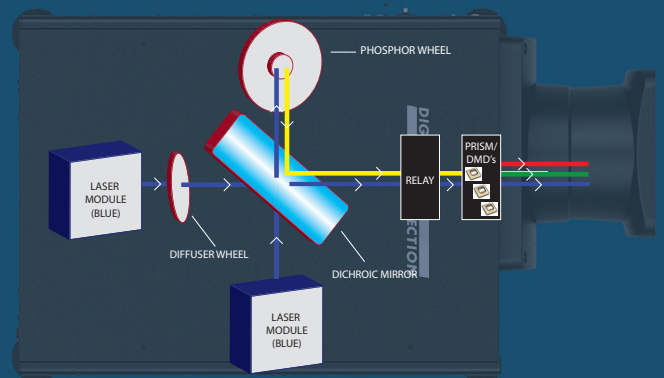 PHOSPHOR WHEEL
PRISM/
DMD's
LASER
MODULE
(BLUE)
RELAY
DIFFUSER WHEEL
DICHROIC MIRROR
LASER
MODULE
(BLUE)